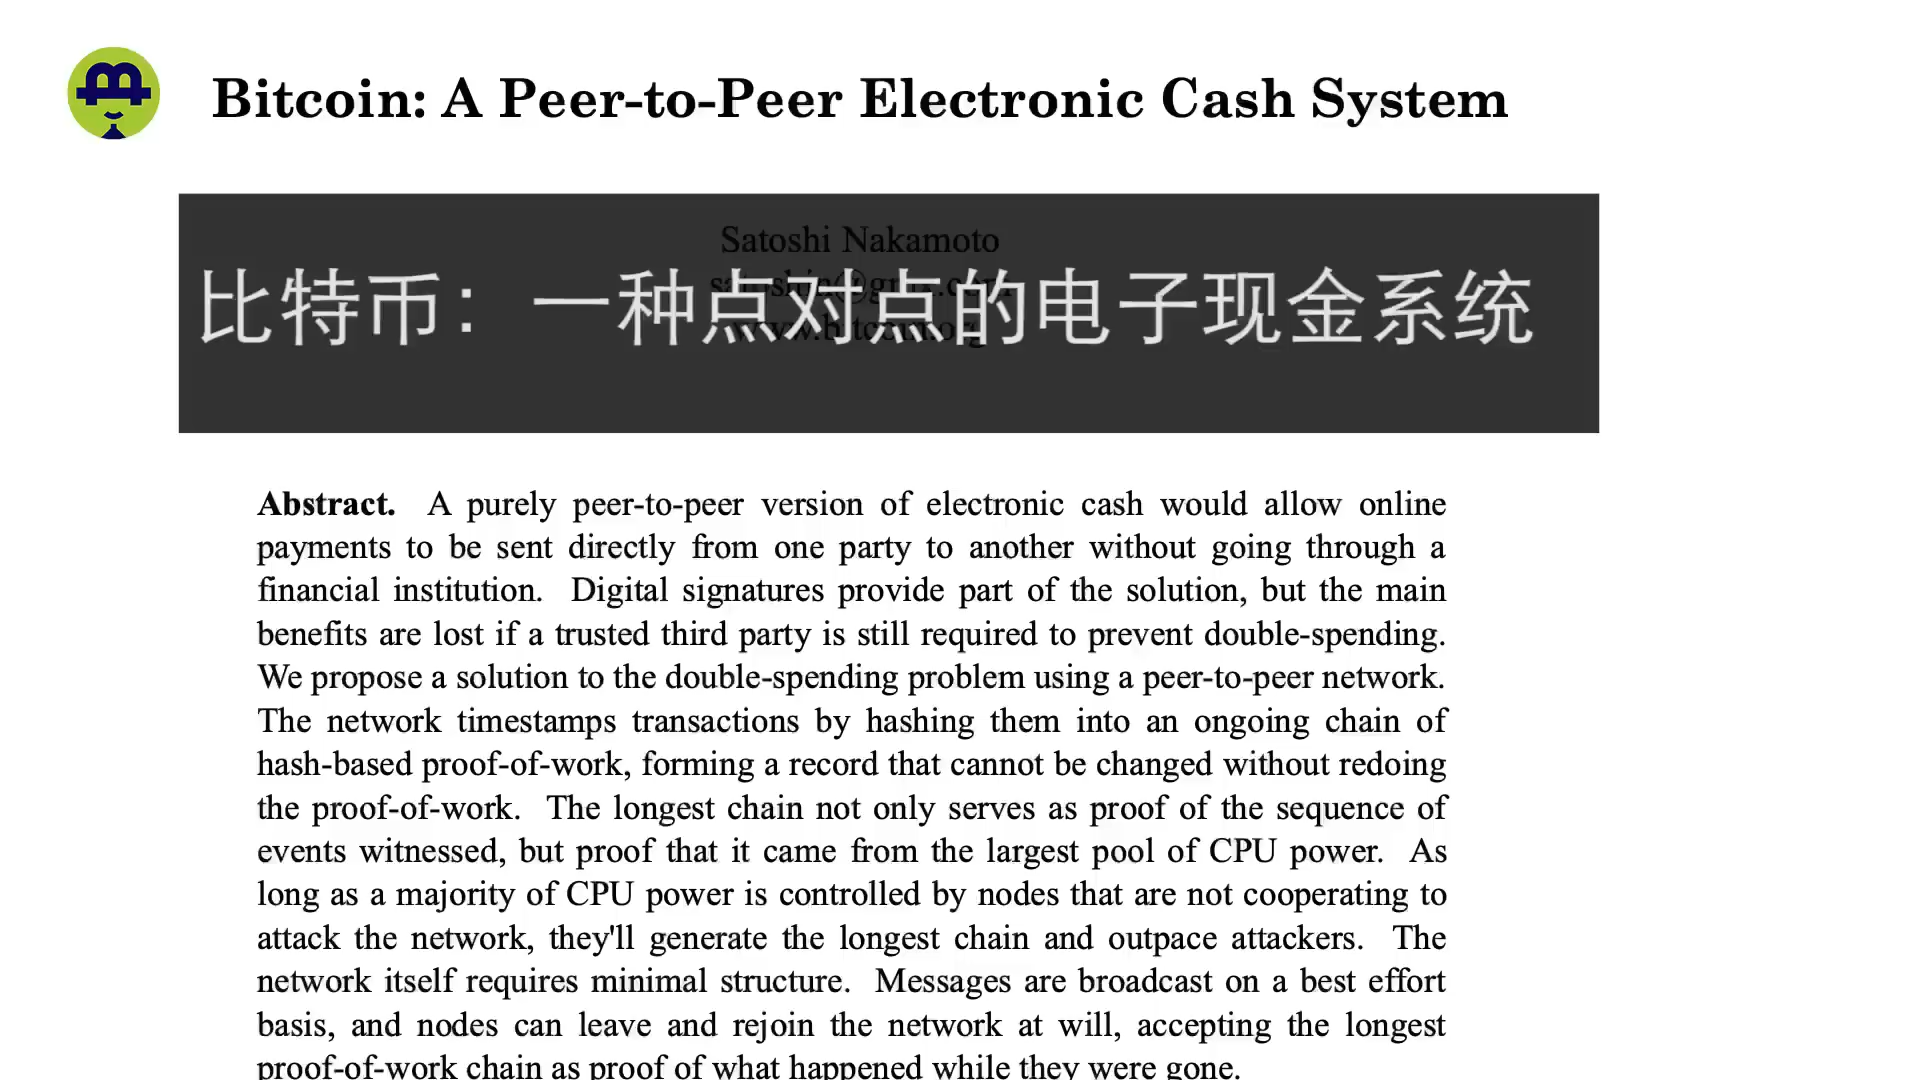 Bitcoin: A Peer-to-Peer Electronic Cash System
Satoshi Nakamoto
satoshin@gmx.com
www.bitcoin.org
比特币：一种点对点的电子现金系统
Abstract. A purely peer-to-peer version of electronic cash would allow online
payments to be sent directly from one party to another without going through a
financial institution. Digital signatures provide part of the solution, but the main
benefits are lost if a trusted third party is still required to prevent double-spending.
We propose a solution to the double-spending problem using a peer-to-peer network.
The network timestamps transactions by hashing them into an ongoing chain of
hash-based proof-of-work, forming a record that cannot be changed without redoing
the proof-of-work. The longest chain not only serves as proof of the sequence of
events witnessed, but proof that it came from the largest pool of CPU power. As
long as a majority of CPU power is controlled by nodes that are not cooperating to
attack the network, they'll generate the longest chain and outpace attackers. The
network itself requires minimal structure. Messages are broadcast on a best effort
basis, and nodes can leave and rejoin the network at will, accepting the longest
proof-of-work chain as proof of what happened while they were gone.